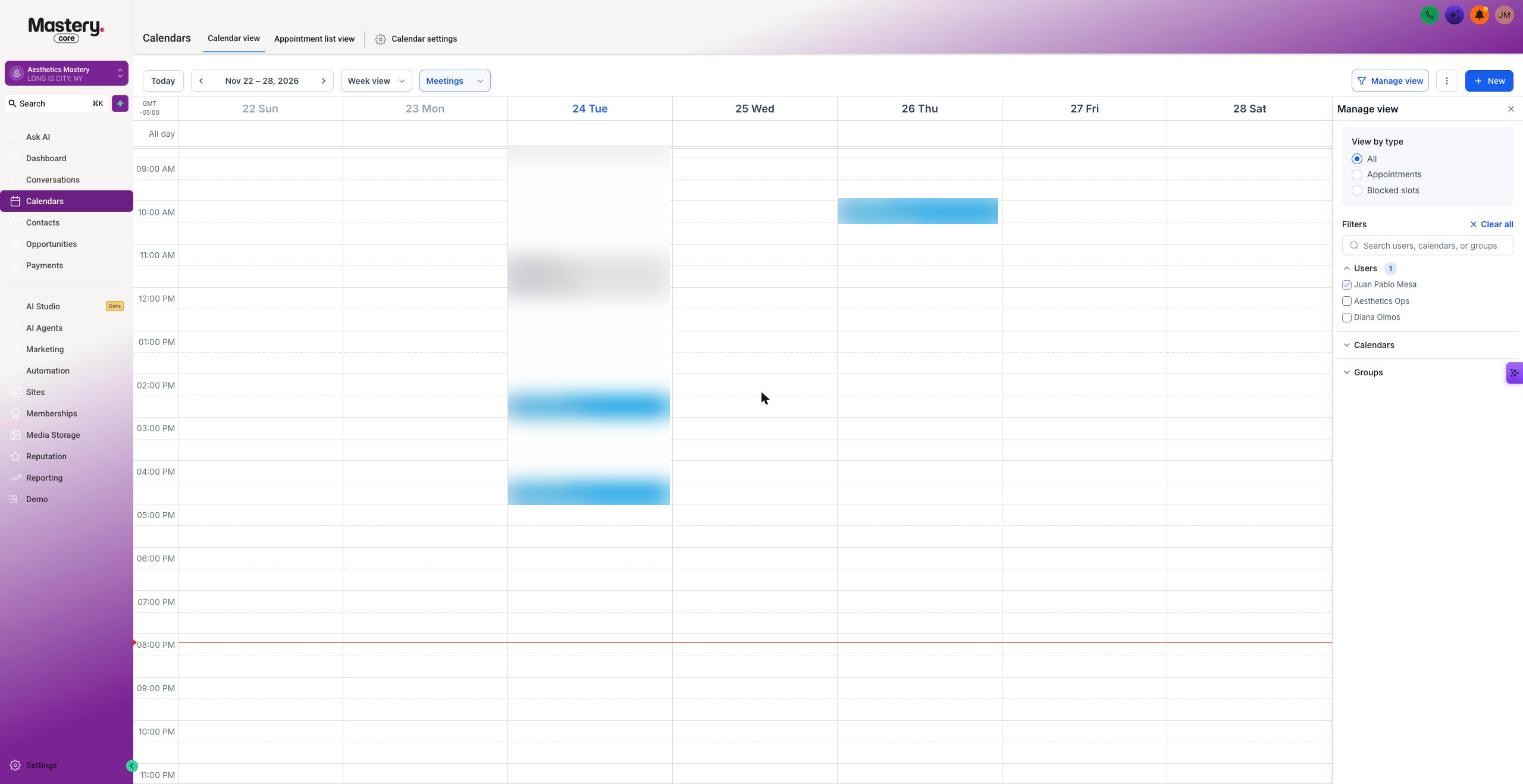 Mastery.
core
Aesthetics Mastery
LONG IS CITY, NY
Search ⌘K
Ask AI
Dashboard
Conversations
Calendars
Contacts
Opportunities
Payments
AI Studio Beta
AI Agents
Marketing
Automation
Sites
Memberships
Media Storage
Reputation
Reporting
Demo
Settings
Calendars Calendar view Appointment list view Calendar settings
JM
Today Nov 22 – 28, 2026 Week view Meetings Manage view + New
GMT
-05:00
22 Sun 23 Mon 24 Tue 25 Wed 26 Thu 27 Fri 28 Sat
All day
09:00 AM
10:00 AM
11:00 AM
12:00 PM
01:00 PM
02:00 PM
03:00 PM
04:00 PM
05:00 PM
06:00 PM
07:00 PM
08:00 PM
09:00 PM
10:00 PM
11:00 PM
Manage view
View by type
All
Appointments
Blocked slots
Filters Clear all
Search users, calendars, or groups
Users 1
Juan Pablo Mesa
Aesthetics Ops
Diana Olmos
Calendars
Groups